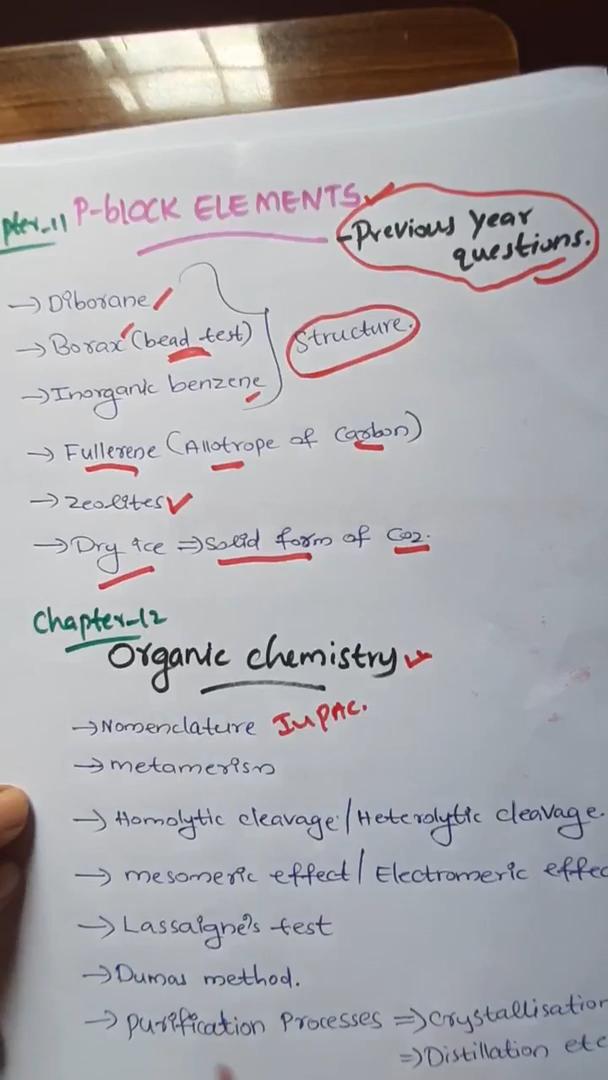 pter-11 P-block ELEMENTS
-Previous year
questions.
→Diborane
→Borax (bead test)
→Inorganic benzene
Structure.
→Fullerene (Allotrope of Carbon)
→Zeolites
→Dry ice ⇒Solid form of CO2.
Chapter-12
Organic chemistry
→Nomenclature IUPAC.
→metamerism
→Homolytic cleavage/Heterolytic cleavage.
→mesomeric effect/Electromeric effec
→Lassaigne's test
→Dumas method.
→Purification Processes ⇒Crystallisation
⇒Distillation etc